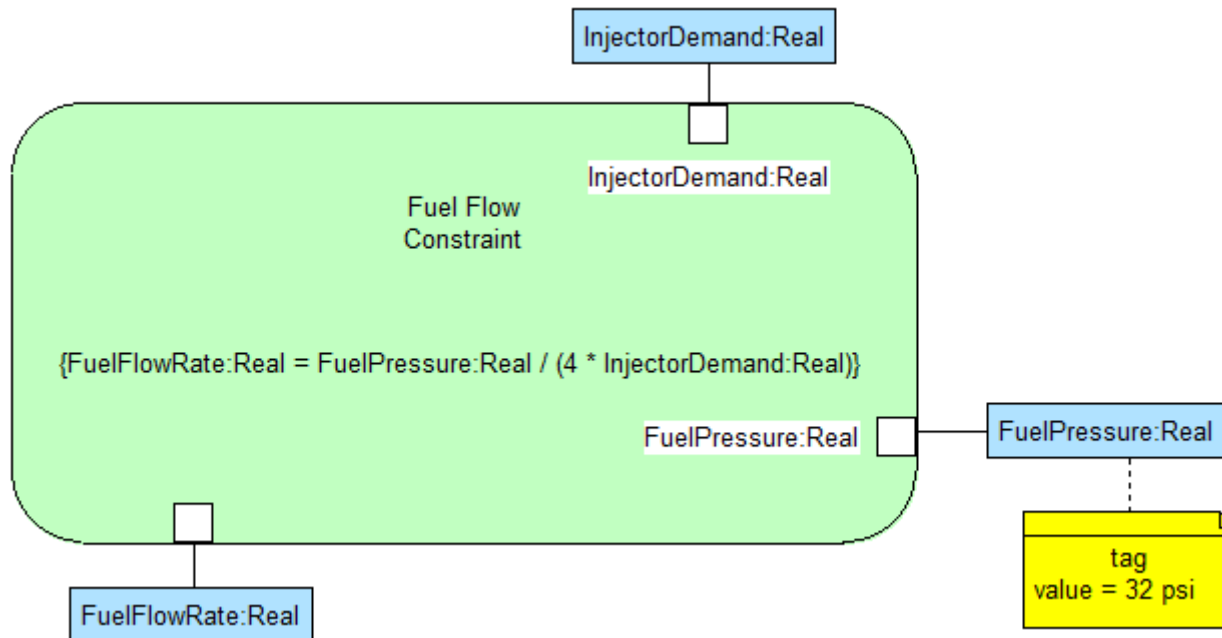 InjectorDemand:Real
InjectorDemand:Real
Fuel Flow
Constraint
{FuelFlowRate:Real = FuelPressure:Real / (4 * InjectorDemand:Real)}
FuelPressure:Real
FuelPressure:Real
tag
value = 32 psi
FuelFlowRate:Real